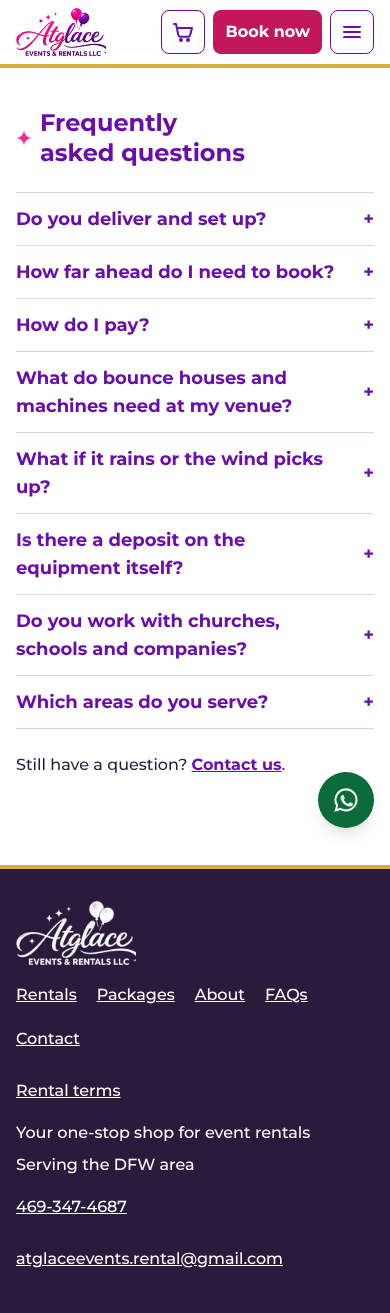 Atglace
EVENTS & RENTALS LLC
Book now
Frequently
asked questions
Do you deliver and set up? +
How far ahead do I need to book? +
How do I pay? +
What do bounce houses and
machines need at my venue? +
What if it rains or the wind picks
up? +
Is there a deposit on the
equipment itself? +
Do you work with churches,
schools and companies? +
Which areas do you serve? +
Still have a question? Contact us.
Atglace
EVENTS & RENTALS LLC
Rentals Packages About FAQs
Contact
Rental terms
Your one-stop shop for event rentals
Serving the DFW area
469-347-4687
atglaceevents.rental@gmail.com